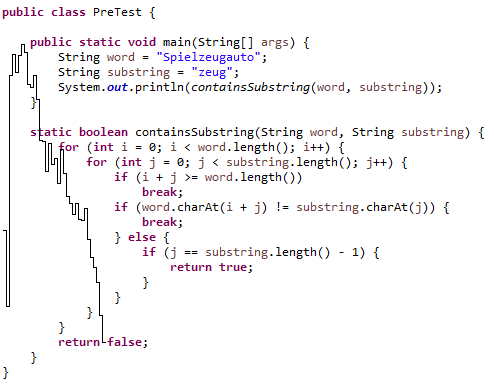 public class PreTest {
public static void main(String[] args) {
String word = "Spielzeugauto";
String substring = "zeug";
System.out.println(containsSubstring(word, substring));
}
static boolean containsSubstring(String word, String substring) {
for (int i = 0; i < word.length(); i++) {
for (int j = 0; j < substring.length(); j++) {
if (i + j >= word.length())
break;
if (word.charAt(i + j) != substring.charAt(j)) {
break;
} else {
if (j == substring.length() - 1) {
return true;
}
}
}
}
return false;
}
}